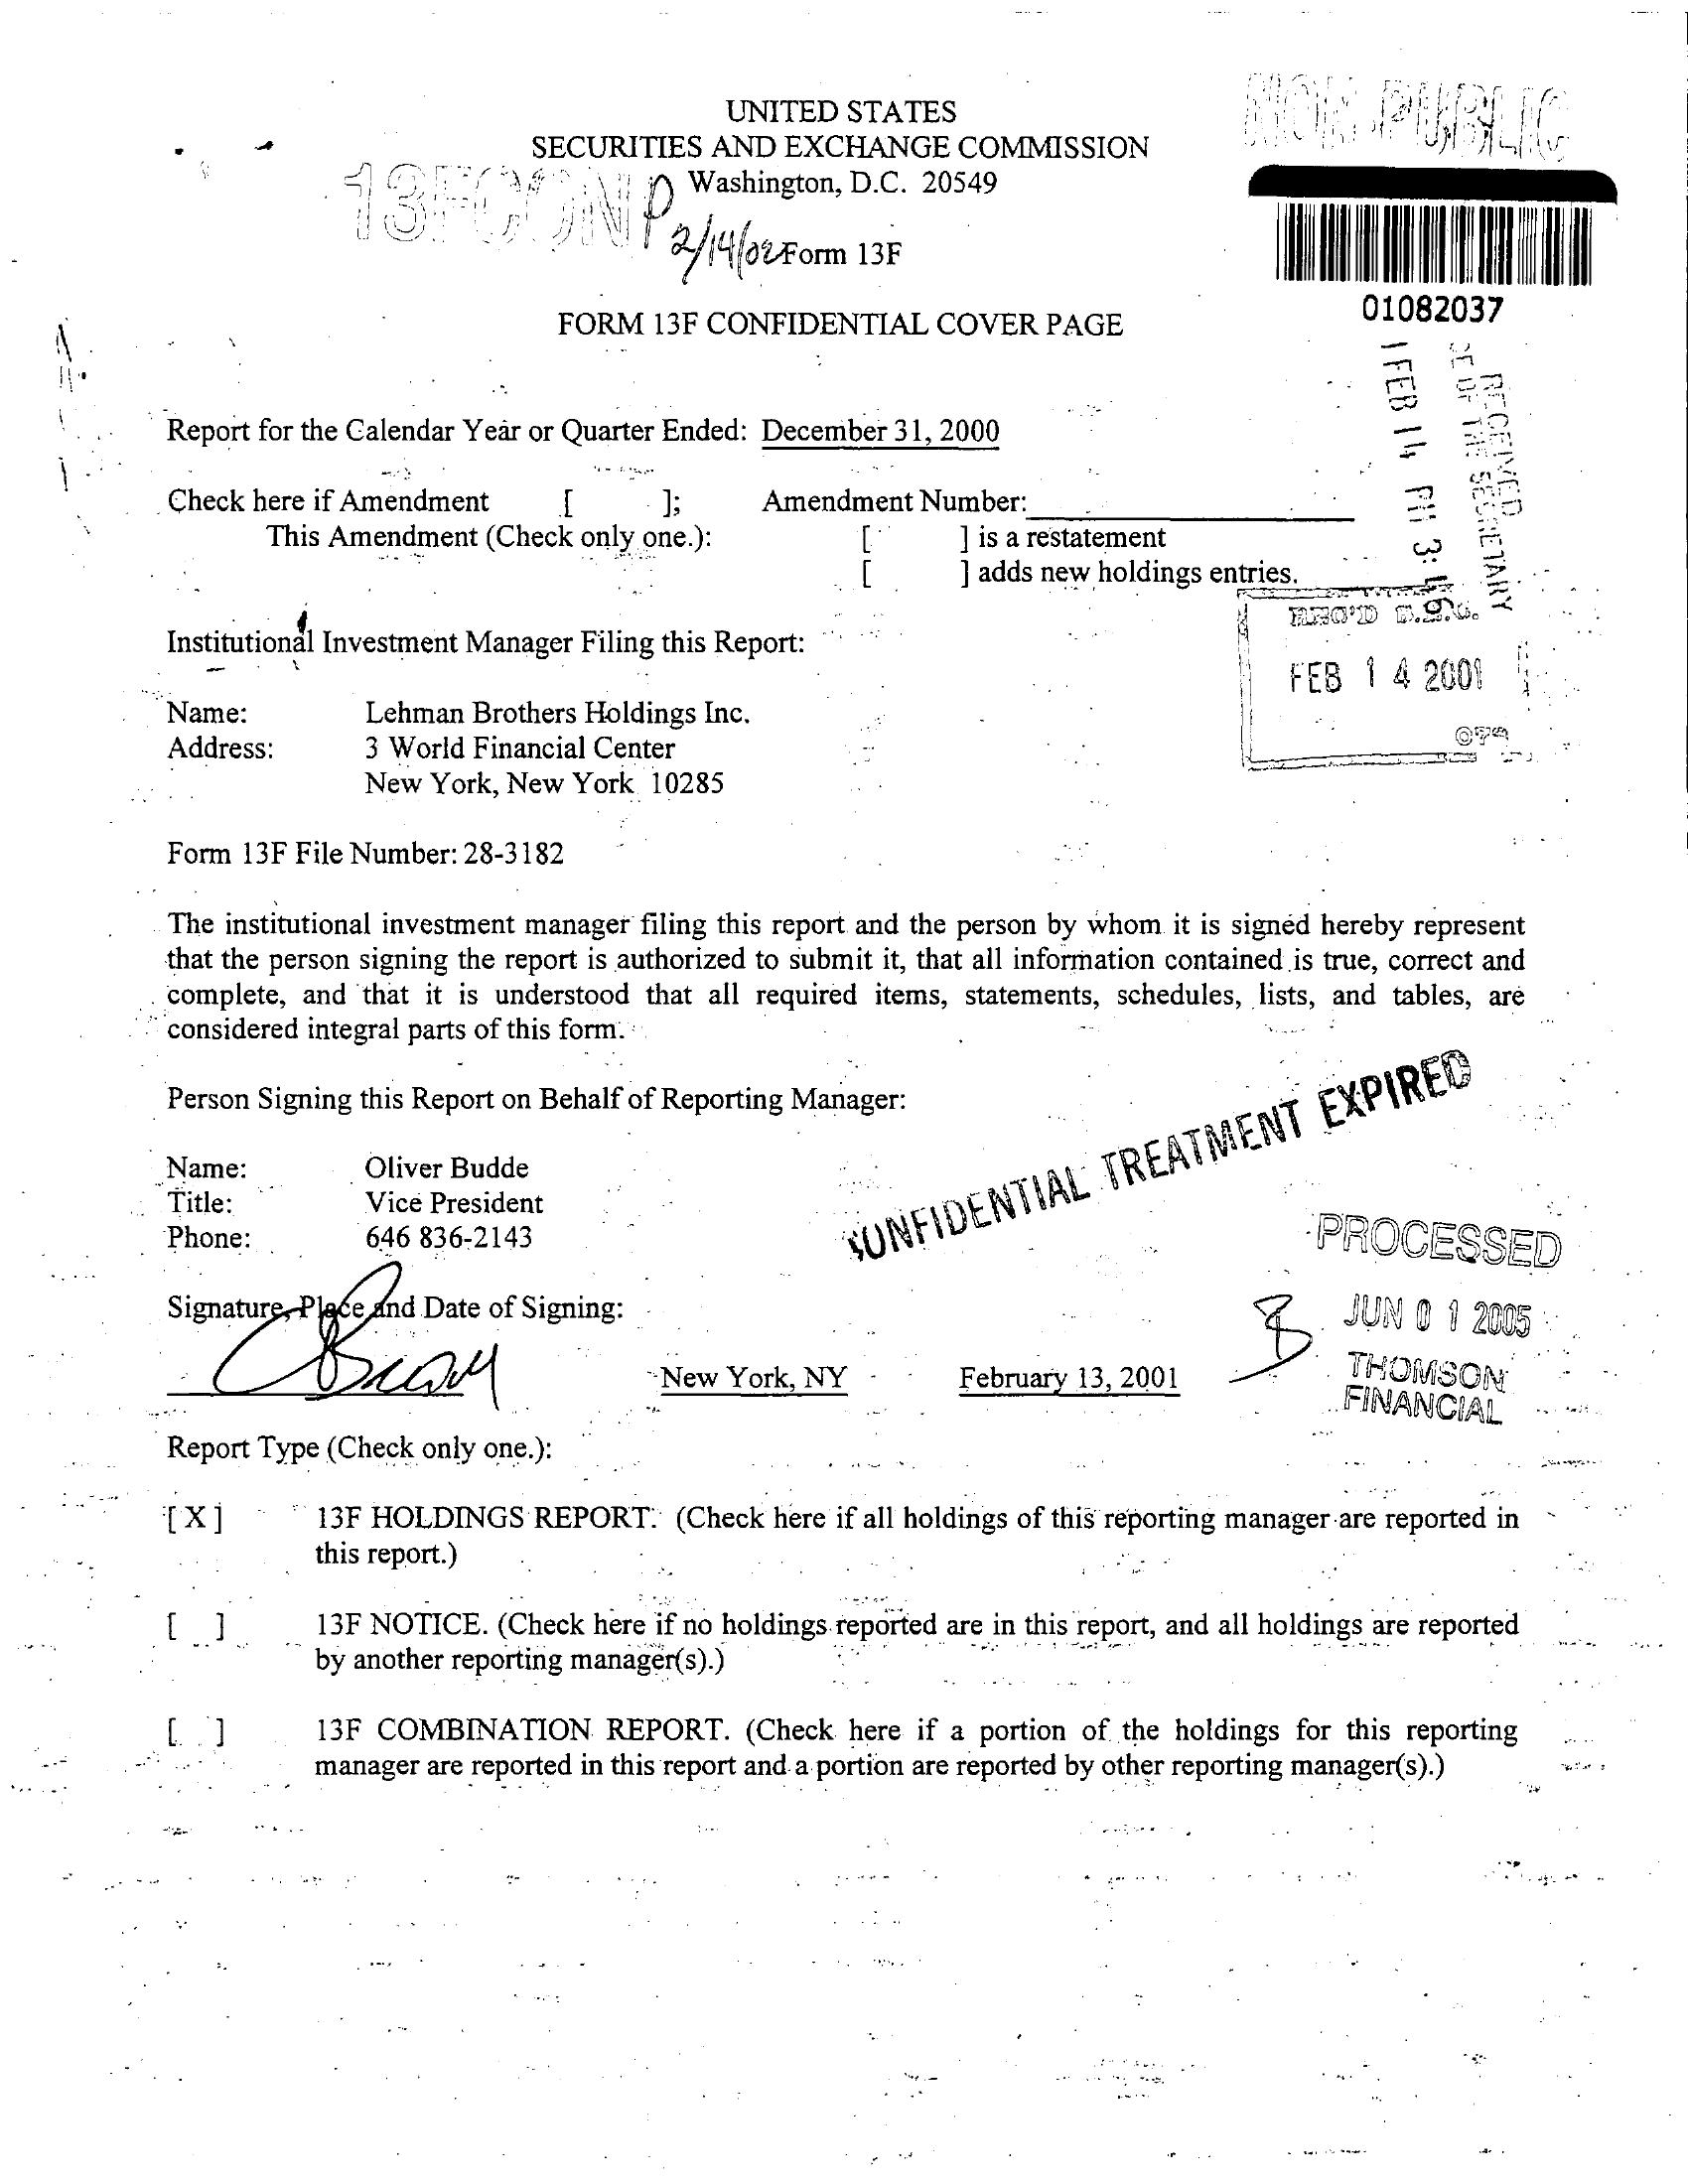 NON PUBLIC
UNITED STATES
SECURITIES AND EXCHANGE COMMISSION
Washington, D.C. 20549
13FCONP
2/14/02
Form 13F
01082037
FORM 13F CONFIDENTIAL COVER PAGE
RECEIVED
OF THE SECRETARY
FEB 14 PM 3:46
Report for the Calendar Year or Quarter Ended: December 31, 2000
Check here if Amendment [ ]; Amendment Number:
This Amendment (Check only one.): [ ] is a restatement
[ ] adds new holdings entries.
REC'D S.E.C.
FEB 14 2001
Institutional Investment Manager Filing this Report:
Name: Lehman Brothers Holdings Inc.
Address: 3 World Financial Center
New York, New York 10285
Form 13F File Number: 28-3182
The institutional investment manager filing this report and the person by whom it is signed hereby represent
that the person signing the report is authorized to submit it, that all information contained is true, correct and
complete, and that it is understood that all required items, statements, schedules, lists, and tables, are
considered integral parts of this form.
Person Signing this Report on Behalf of Reporting Manager:
CONFIDENTIAL TREATMENT EXPIRED
Name: Oliver Budde
Title: Vice President
Phone: 646 836-2143
PROCESSED
JUN 01 2005
THOMSON
FINANCIAL
Signature, Place and Date of Signing:
New York, NY February 13, 2001
Report Type (Check only one.):
[X] 13F HOLDINGS REPORT. (Check here if all holdings of this reporting manager are reported in
this report.)
[ ] 13F NOTICE. (Check here if no holdings reported are in this report, and all holdings are reported
by another reporting manager(s).)
[ ] 13F COMBINATION REPORT. (Check here if a portion of the holdings for this reporting
manager are reported in this report and a portion are reported by other reporting manager(s).)